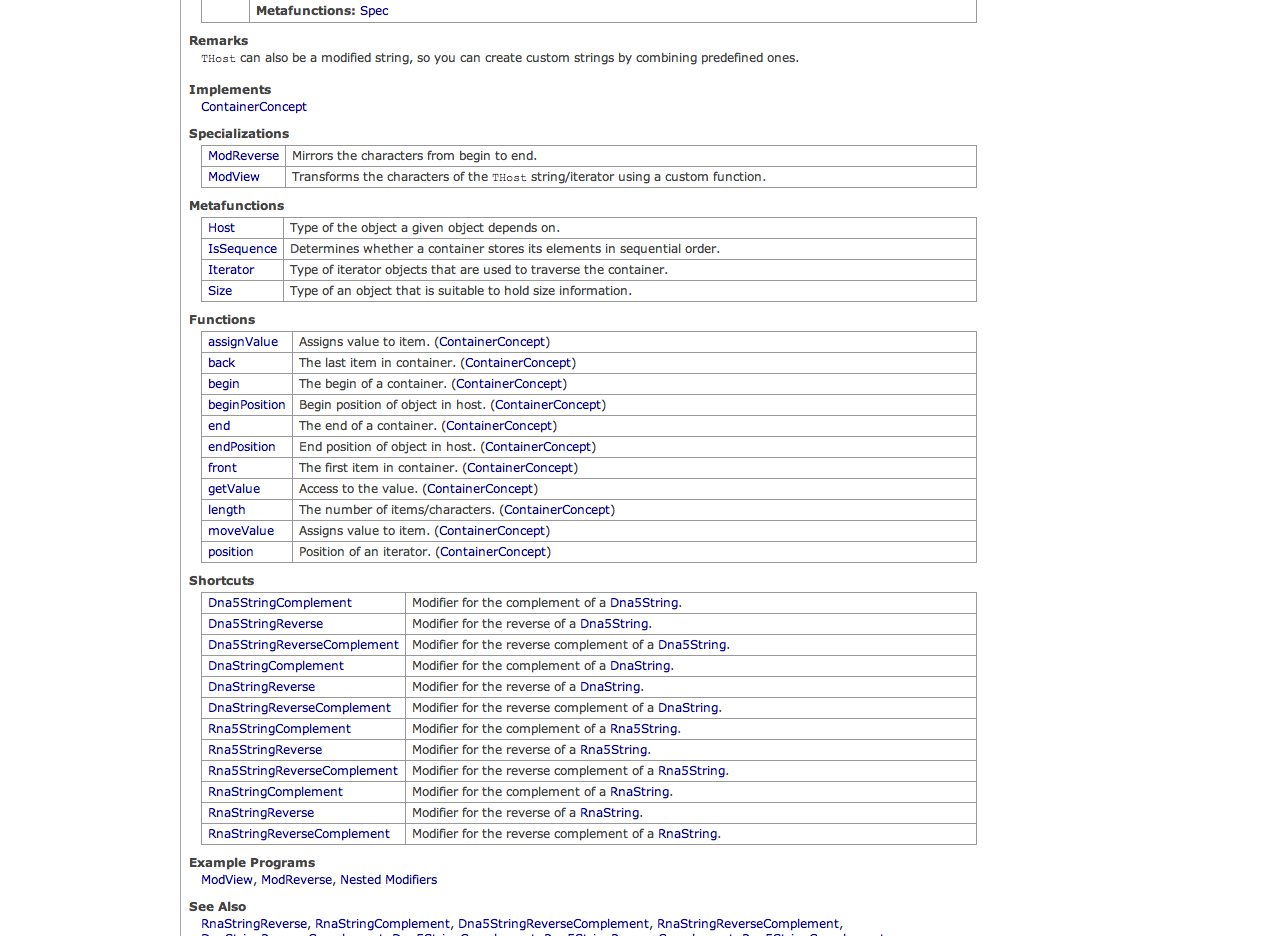 Metafunctions: Spec
Remarks
THost can also be a modified string, so you can create custom strings by combining predefined ones.
Implements
ContainerConcept
Specializations
ModReverse Mirrors the characters from begin to end.
ModView Transforms the characters of the THost string/iterator using a custom function.
Metafunctions
Host Type of the object a given object depends on.
IsSequence Determines whether a container stores its elements in sequential order.
Iterator Type of iterator objects that are used to traverse the container.
Size Type of an object that is suitable to hold size information.
Functions
assignValue Assigns value to item. (ContainerConcept)
back The last item in container. (ContainerConcept)
begin The begin of a container. (ContainerConcept)
beginPosition Begin position of object in host. (ContainerConcept)
end The end of a container. (ContainerConcept)
endPosition End position of object in host. (ContainerConcept)
front The first item in container. (ContainerConcept)
getValue Access to the value. (ContainerConcept)
length The number of items/characters. (ContainerConcept)
moveValue Assigns value to item. (ContainerConcept)
position Position of an iterator. (ContainerConcept)
Shortcuts
Dna5StringComplement Modifier for the complement of a Dna5String.
Dna5StringReverse Modifier for the reverse of a Dna5String.
Dna5StringReverseComplement Modifier for the reverse complement of a Dna5String.
DnaStringComplement Modifier for the complement of a DnaString.
DnaStringReverse Modifier for the reverse of a DnaString.
DnaStringReverseComplement Modifier for the reverse complement of a DnaString.
Rna5StringComplement Modifier for the complement of a Rna5String.
Rna5StringReverse Modifier for the reverse of a Rna5String.
Rna5StringReverseComplement Modifier for the reverse complement of a Rna5String.
RnaStringComplement Modifier for the complement of a RnaString.
RnaStringReverse Modifier for the reverse of a RnaString.
RnaStringReverseComplement Modifier for the reverse complement of a RnaString.
Example Programs
ModView, ModReverse, Nested Modifiers
See Also
RnaStringReverse, RnaStringComplement, Dna5StringReverseComplement, RnaStringReverseComplement,